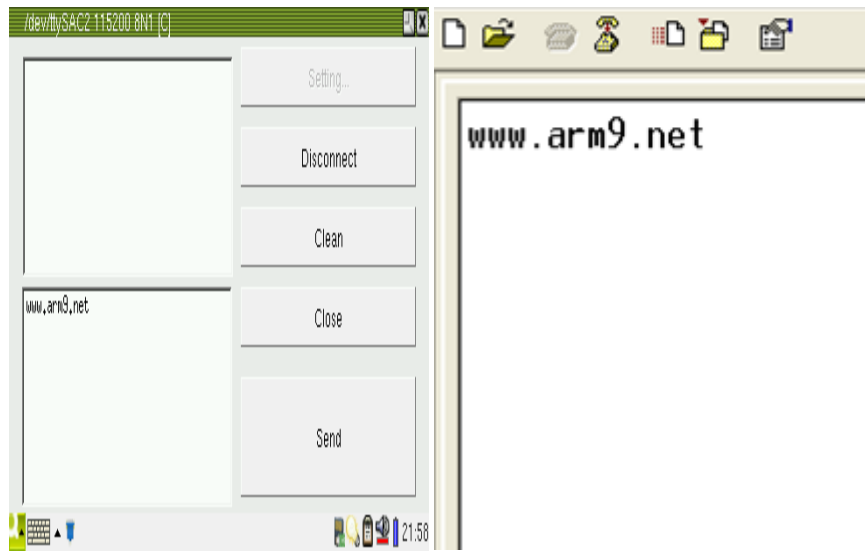 /dev/ttySAC2 115200 8N1 [C]
Setting...
Disconnect
Clean
www.arm9.net
Close
Send
21:58
www.arm9.net